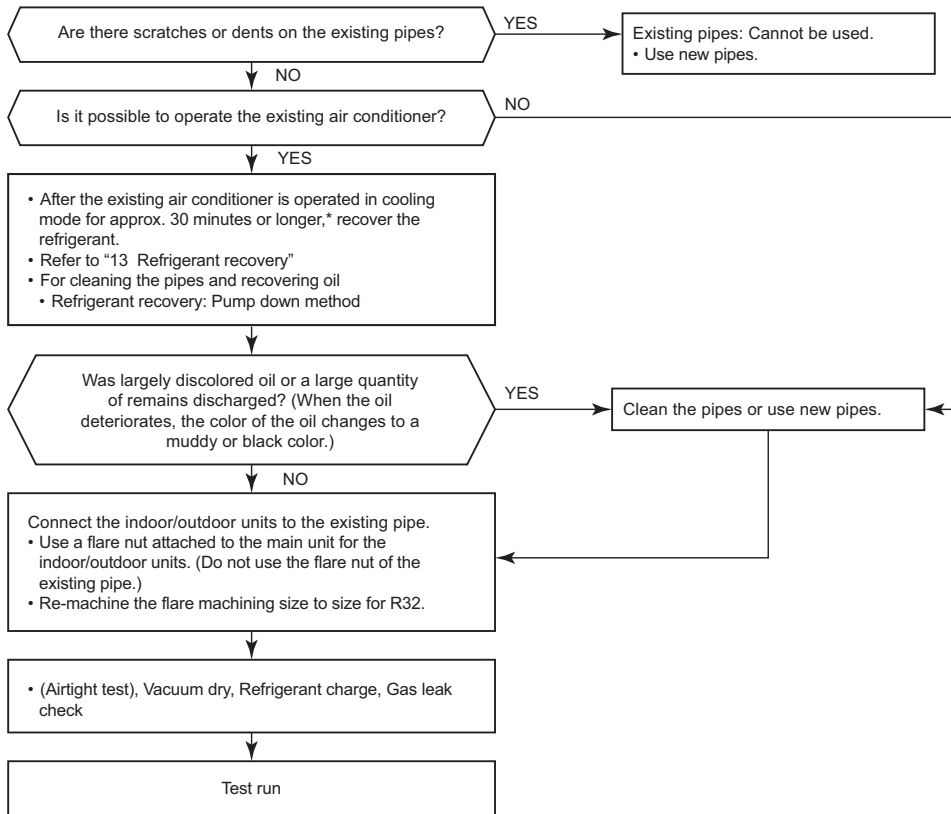 Are there scratches or dents on the existing pipes?
YES
Existing pipes: Cannot be used.
• Use new pipes.
NO
Is it possible to operate the existing air conditioner?
NO
YES
• After the existing air conditioner is operated in cooling
mode for approx. 30 minutes or longer,* recover the
refrigerant.
• Refer to “13 Refrigerant recovery”
• For cleaning the pipes and recovering oil
• Refrigerant recovery: Pump down method
Was largely discolored oil or a large quantity
of remains discharged? (When the oil
deteriorates, the color of the oil changes to a
muddy or black color.)
YES
Clean the pipes or use new pipes.
NO
Connect the indoor/outdoor units to the existing pipe.
• Use a flare nut attached to the main unit for the
indoor/outdoor units. (Do not use the flare nut of the
existing pipe.)
• Re-machine the flare machining size to size for R32.
• (Airtight test), Vacuum dry, Refrigerant charge, Gas leak
check
Test run